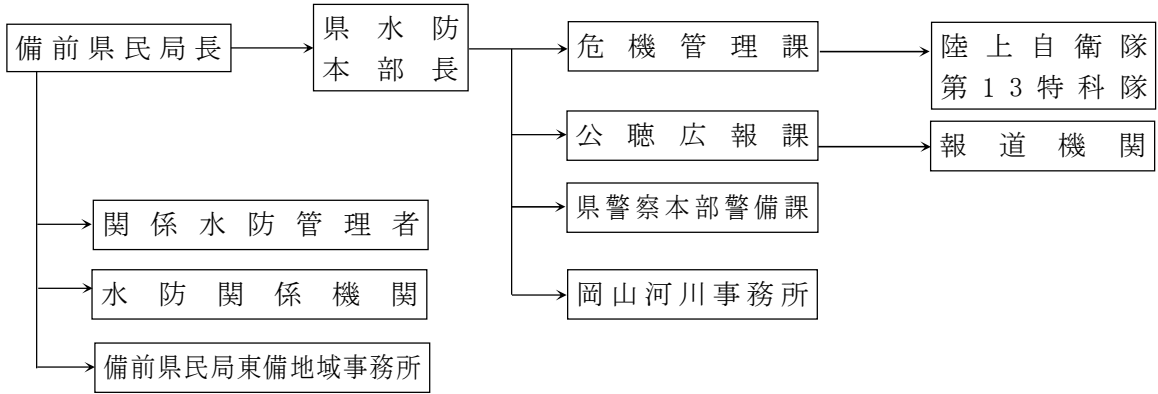 備前県民局長
県水防
本部長
危機管理課
陸上自衛隊
第13特科隊
公聴広報課
報道機関
関係水防管理者
県警察本部警備課
水防関係機関
岡山河川事務所
備前県民局東備地域事務所